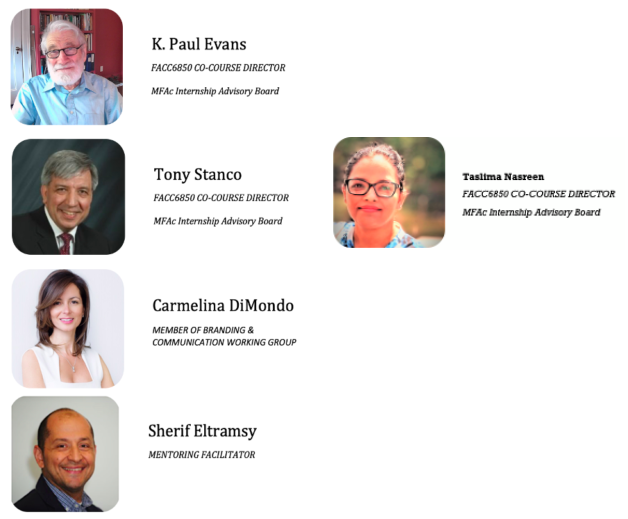 K. Paul Evans
FACC6850 CO-COURSE DIRECTOR
MFAc Internship Advisory Board
Tony Stanco
FACC6850 CO-COURSE DIRECTOR
MFAc Internship Advisory Board
Taslima Nasreen
FACC6850 CO-COURSE DIRECTOR
MFAc Internship Advisory Board
Carmelina DiMondo
MEMBER OF BRANDING &
COMMUNICATION WORKING GROUP
Sherif Eltramsy
MENTORING FACILITATOR